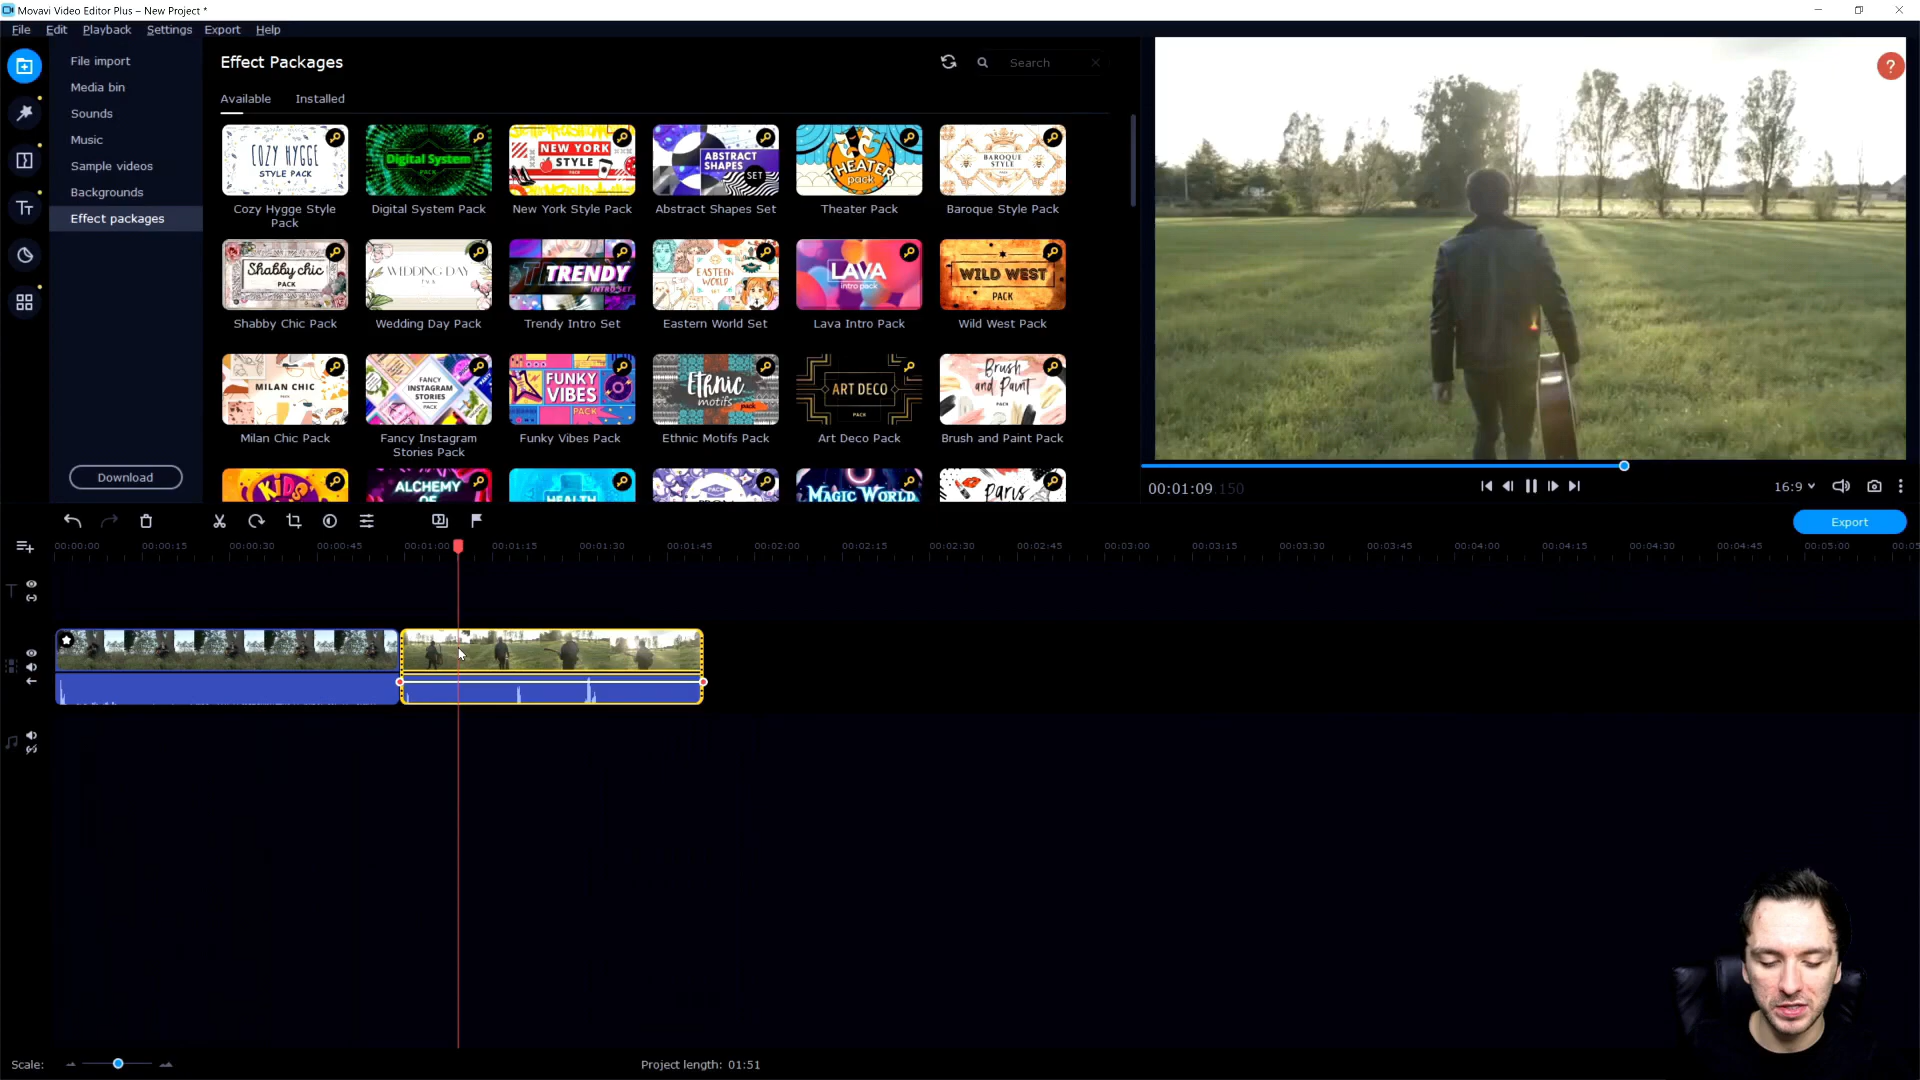 Movavi Video Editor Plus – New Project *
File Edit Playback Settings Export Help
File import
Media bin
Sounds
Music
Sample videos
Backgrounds
Effect packages
Download
Effect Packages
Search
Available Installed
COZY HYGGE
STYLE PACK
Digital System
PACK
NEW YORK
STYLE
PACK
ABSTRACT
SHAPES
SET
THEATER
pack
BAROQUE
STYLE
Cozy Hygge Style Pack
Digital System Pack
New York Style Pack
Abstract Shapes Set
Theater Pack
Baroque Style Pack
Shabby chic
PACK
WEDDING DAY
TRENDY
INTRO SET
EASTERN
WORLD
SET
LAVA
intro pack
WILD WEST
PACK
Shabby Chic Pack
Wedding Day Pack
Trendy Intro Set
Eastern World Set
Lava Intro Pack
Wild West Pack
MILAN CHIC
PACK
FANCY
INSTAGRAM
STORIES
PACK
FUNKY
VIBES
PACK
Ethnic
motifs
pack
ART DECO
PACK
Brush
and Paint
PACK
Milan Chic Pack
Fancy Instagram Stories Pack
Funky Vibes Pack
Ethnic Motifs Pack
Art Deco Pack
Brush and Paint Pack
KiDS
ALCHEMY
OF
HEALTH
PACK
MAGIC WORLD
Paris
?
00:01:09.150
16:9
Export
00:00:00 00:00:15 00:00:30 00:00:45 00:01:00 00:01:15 00:01:30 00:01:45 00:02:00 00:02:15 00:02:30 00:02:45 00:03:00 00:03:15 00:03:30 00:03:45 00:04:00 00:04:15 00:04:30 00:04:45 00:05:00
Scale:
Project length: 01:51